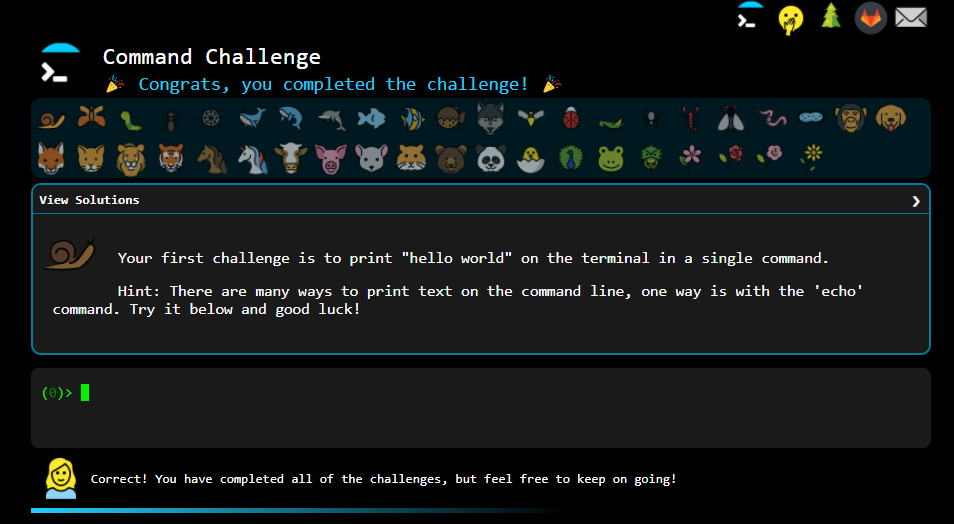 Command Challenge
Congrats, you completed the challenge!
View Solutions
Your first challenge is to print "hello world" on the terminal in a single command.
Hint: There are many ways to print text on the command line, one way is with the 'echo'
command. Try it below and good luck!
(0)>
Correct! You have completed all of the challenges, but feel free to keep on going!